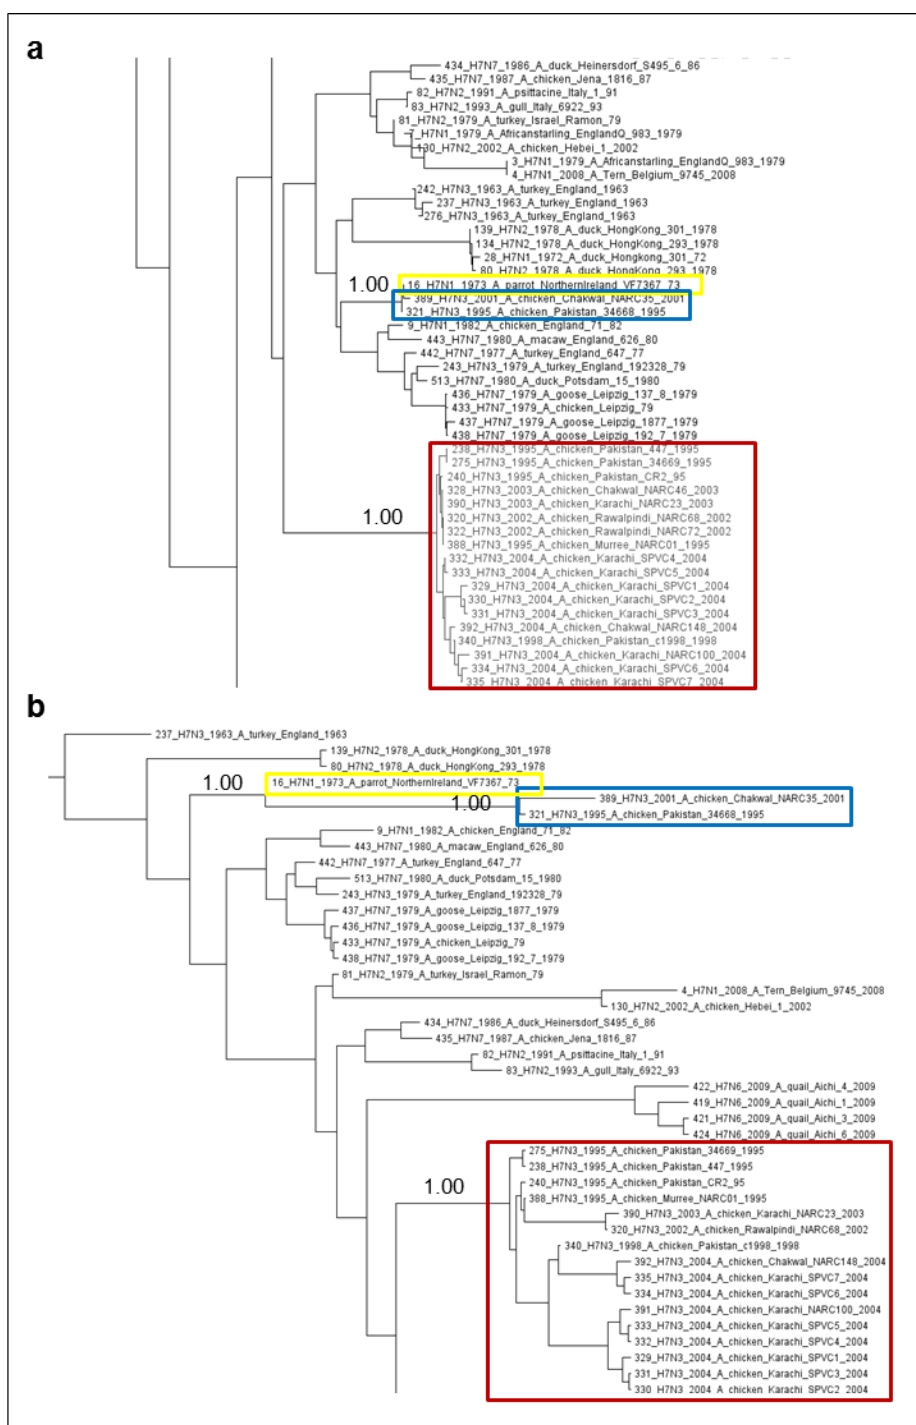 a
434_H7N7_1986_A_duck_Heinersdorf_S495_6_86
435_H7N7_1987_A_chicken_Jena_1816_87
82_H7N2_1991_A_psittacine_Italy_1_91
83_H7N2_1993_A_gull_Italy_6922_93
81_H7N2_1979_A_turkey_Israel_Ramon_79
7_H7N1_1979_A_Africanstarling_EnglandQ_983_1979
130_H7N2_2002_A_chicken_Hebei_1_2002
3_H7N1_1979_A_Africanstarling_EnglandQ_983_1979
4_H7N1_2008_A_Tern_Belgium_9745_2008
242_H7N3_1963_A_turkey_England_1963
237_H7N3_1963_A_turkey_England_1963
276_H7N3_1963_A_turkey_England_1963
139_H7N2_1978_A_duck_HongKong_301_1978
134_H7N2_1978_A_duck_HongKong_293_1978
28_H7N1_1972_A_duck_HongKong_301_72
80_H7N2_1978_A_duck_Hongkong_293_1978
1.00
16_H7N1_1973_A_parrot_NorthernIreland_VF7367_73
389_H7N3_2001_A_chicken_Chakwal_NARC35_2001
321_H7N3_1995_A_chicken_Pakistan_34668_1995
9_H7N1_1982_A_chicken_England_71_82
443_H7N7_1980_A_macaw_England_626_80
442_H7N7_1977_A_turkey_England_647_77
243_H7N3_1979_A_turkey_England_192328_79
513_H7N7_1980_A_duck_Potsdam_15_1980
436_H7N7_1979_A_goose_Leipzig_137_8_1979
433_H7N7_1979_A_chicken_Leipzig_79
437_H7N7_1979_A_goose_Leipzig_1877_1979
438_H7N7_1979_A_goose_Leipzig_192_7_1979
238_H7N3_1995_A_chicken_Pakistan_447_1995
275_H7N3_1995_A_chicken_Pakistan_34669_1995
240_H7N3_1995_A_chicken_Pakistan_CR2_95
328_H7N3_2003_A_chicken_Chakwal_NARC46_2003
390_H7N3_2003_A_chicken_Karachi_NARC23_2003
1.00
320_H7N3_2002_A_chicken_Rawalpindi_NARC68_2002
322_H7N3_2002_A_chicken_Rawalpindi_NARC72_2002
388_H7N3_1995_A_chicken_Murree_NARC01_1995
332_H7N3_2004_A_chicken_Karachi_SPVC4_2004
333_H7N3_2004_A_chicken_Karachi_SPVC5_2004
329_H7N3_2004_A_chicken_Karachi_SPVC1_2004
330_H7N3_2004_A_chicken_Karachi_SPVC2_2004
331_H7N3_2004_A_chicken_Karachi_SPVC3_2004
392_H7N3_2004_A_chicken_Chakwal_NARC148_2004
340_H7N3_1998_A_chicken_Pakistan_c1998_1998
391_H7N3_2004_A_chicken_Karachi_NARC100_2004
334_H7N3_2004_A_chicken_Karachi_SPVC6_2004
335_H7N3_2004_A_chicken_Karachi_SPVC7_2004
b
237_H7N3_1963_A_turkey_England_1963
139_H7N2_1978_A_duck_HongKong_301_1978
80_H7N2_1978_A_duck_HongKong_293_1978
1.00
16_H7N1_1973_A_parrot_NorthernIreland_VF7367_73
1.00
389_H7N3_2001_A_chicken_Chakwal_NARC35_2001
321_H7N3_1995_A_chicken_Pakistan_34668_1995
9_H7N1_1982_A_chicken_England_71_82
443_H7N7_1980_A_macaw_England_626_80
442_H7N7_1977_A_turkey_England_647_77
513_H7N7_1980_A_duck_Potsdam_15_1980
243_H7N3_1979_A_turkey_England_192328_79
437_H7N7_1979_A_goose_Leipzig_1877_1979
436_H7N7_1979_A_goose_Leipzig_137_8_1979
433_H7N7_1979_A_chicken_Leipzig_79
438_H7N7_1979_A_goose_Leipzig_192_7_1979
81_H7N2_1979_A_turkey_Israel_Ramon_79
4_H7N1_2008_A_Tern_Belgium_9745_2008
130_H7N2_2002_A_chicken_Hebei_1_2002
434_H7N7_1986_A_duck_Heinersdorf_S495_6_86
435_H7N7_1987_A_chicken_Jena_1816_87
82_H7N2_1991_A_psittacine_Italy_1_91
83_H7N2_1993_A_gull_Italy_6922_93
422_H7N6_2009_A_quail_Aichi_4_2009
419_H7N6_2009_A_quail_Aichi_1_2009
421_H7N6_2009_A_quail_Aichi_3_2009
424_H7N6_2009_A_quail_Aichi_6_2009
275_H7N3_1995_A_chicken_Pakistan_34669_1995
238_H7N3_1995_A_chicken_Pakistan_447_1995
1.00
240_H7N3_1995_A_chicken_Pakistan_CR2_95
388_H7N3_1995_A_chicken_Murree_NARC01_1995
390_H7N3_2003_A_chicken_Karachi_NARC23_2003
320_H7N3_2002_A_chicken_Rawalpindi_NARC68_2002
340_H7N3_1998_A_chicken_Pakistan_c1998_1998
392_H7N3_2004_A_chicken_Chakwal_NARC148_2004
335_H7N3_2004_A_chicken_Karachi_SPVC7_2004
334_H7N3_2004_A_chicken_Karachi_SPVC6_2004
391_H7N3_2004_A_chicken_Karachi_NARC100_2004
333_H7N3_2004_A_chicken_Karachi_SPVC5_2004
332_H7N3_2004_A_chicken_Karachi_SPVC4_2004
329_H7N3_2004_A_chicken_Karachi_SPVC1_2004
331_H7N3_2004_A_chicken_Karachi_SPVC3_2004
330_H7N3_2004_A_chicken_Karachi_SPVC2_2004